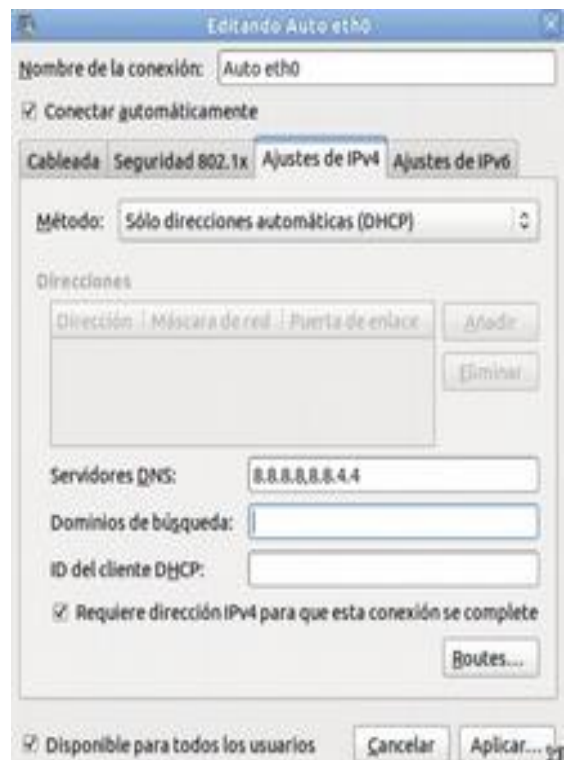 Editando Auto eth0
Nombre de la conexión: Auto eth0
Conectar automáticamente
Cableada Seguridad 802.1x Ajustes de IPv4 Ajustes de IPv6
Método: Sólo direcciones automáticas (DHCP)
Direcciones
Dirección Máscara de red Puerta de enlace Añadir
Eliminar
Servidores DNS: 8.8.8.8,8.8.4.4
Dominios de búsqueda:
ID del cliente DHCP:
Requiere dirección IPv4 para que esta conexión se complete
Routes...
Disponible para todos los usuarios Cancelar Aplicar...